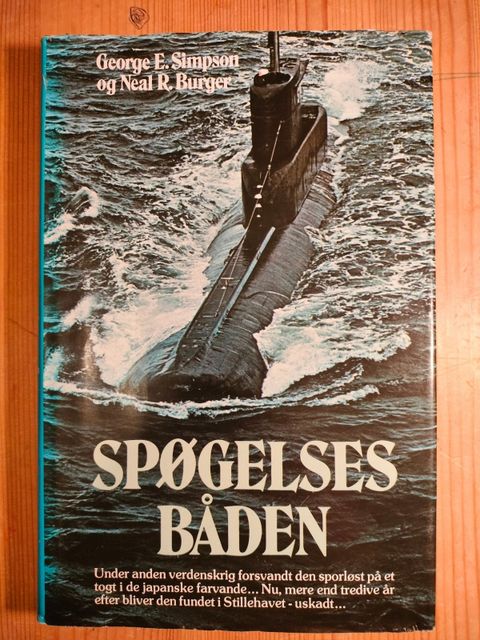 George E. Simpson
og Neal R. Burger
SPØGELSES
BÅDEN
Under anden verdenskrig forsvandt den sporløst på et
togt i de japanske farvande... Nu, mere end tredive år
efter bliver den fundet i Stillehavet - uskadt...